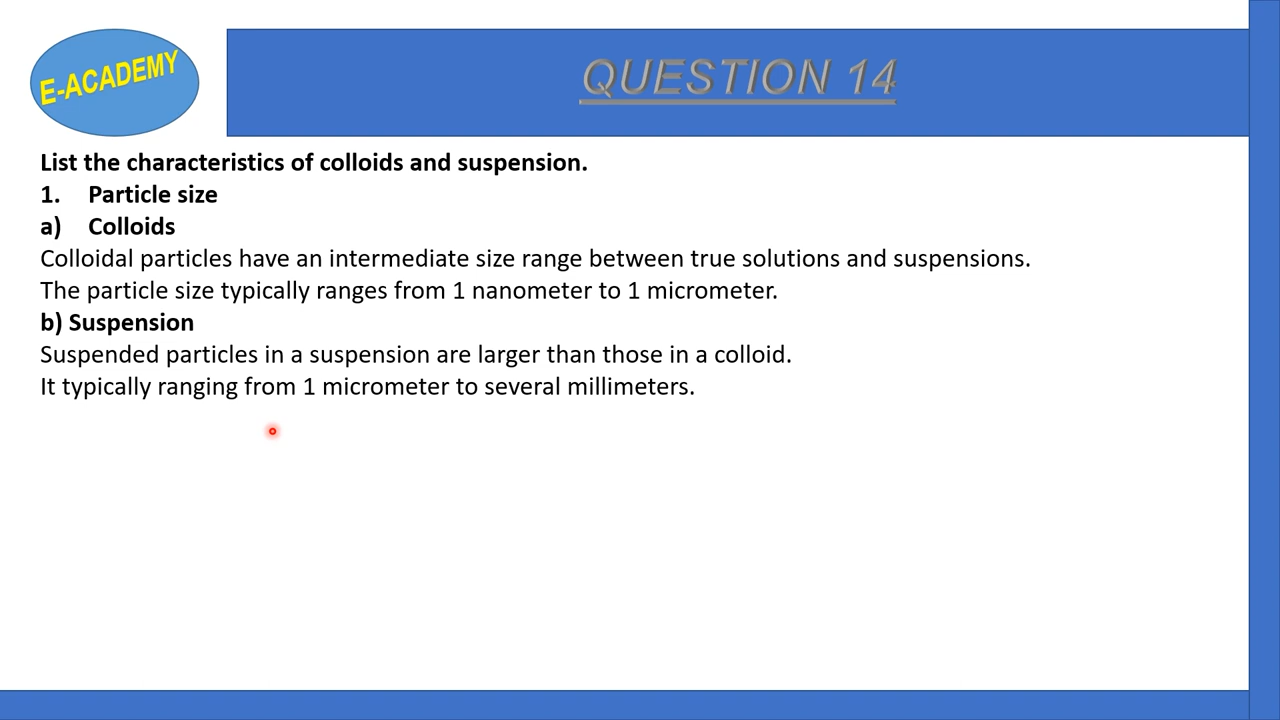 E-ACADEMY
QUESTION 14
List the characteristics of colloids and suspension.
1. Particle size
a) Colloids
Colloidal particles have an intermediate size range between true solutions and suspensions.
The particle size typically ranges from 1 nanometer to 1 micrometer.
b) Suspension
Suspended particles in a suspension are larger than those in a colloid.
It typically ranging from 1 micrometer to several millimeters.